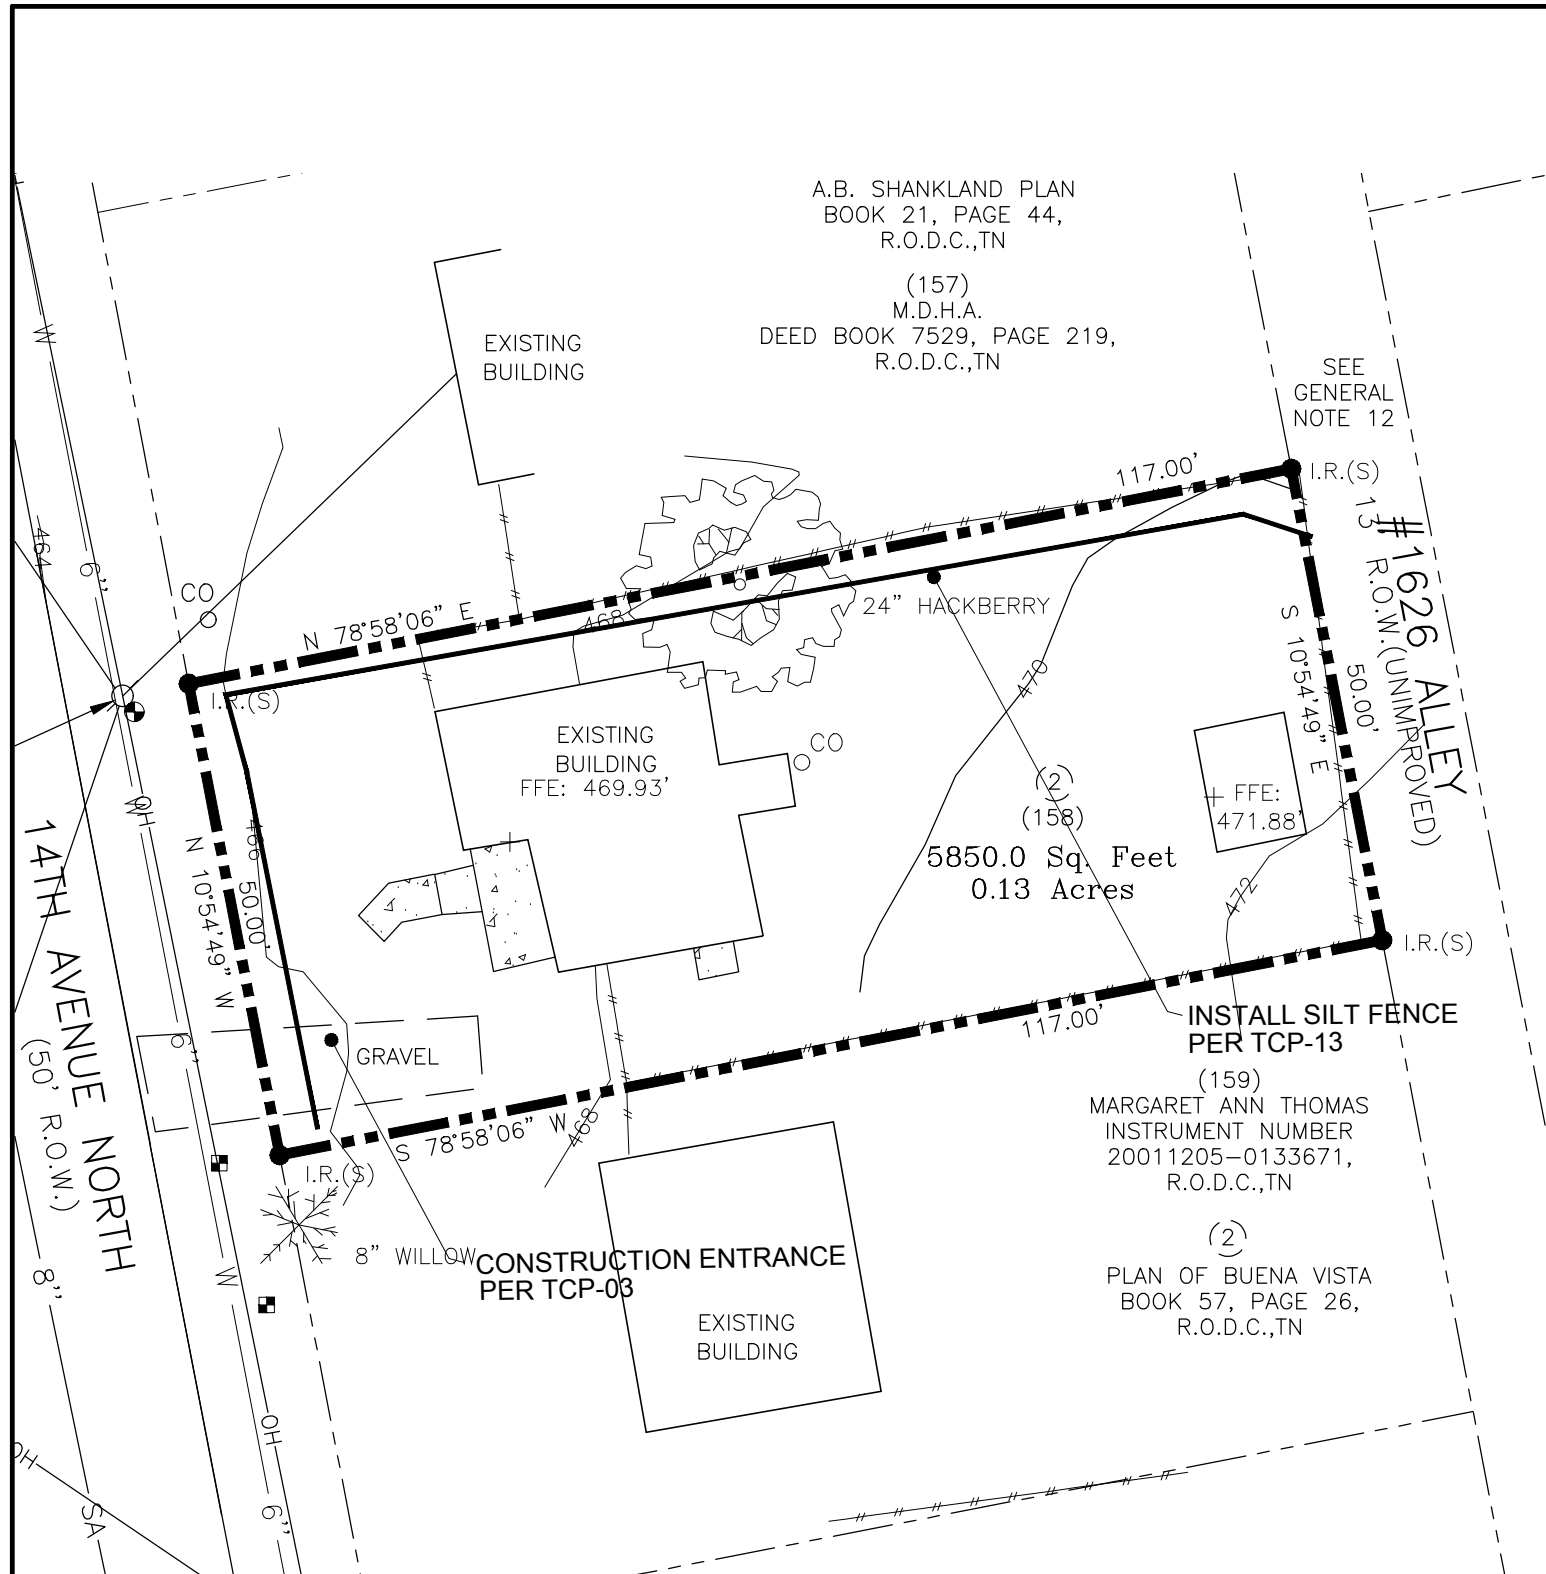 A.B. SHANKLAND PLAN
BOOK 21, PAGE 44,
R.O.D.C.,TN
(157)
M.D.H.A.
DEED BOOK 7529, PAGE 219,
R.O.D.C.,TN
EXISTING
BUILDING
SEE
GENERAL
NOTE 12
W
464
6"
CO
N 78°58'06" E
117.00'
I.R.(S)
468
24" HACKBERRY
13' R.O.W.(UNIMPROVED)
#1626 ALLEY
I.R.(S)
S 10°54'49" E
50.00'
470
EXISTING
BUILDING
FFE: 469.93'
CO
(2)
(158)
5850.0 Sq. Feet
0.13 Acres
FFE:
471.88'
472
OH
W
466
N 10°54'49" W
50.00'
14TH AVENUE NORTH
(50' R.O.W.)
I.R.(S)
117.00'
INSTALL SILT FENCE
PER TCP-13
6"
GRAVEL
S 78°58'06" W
468
I.R.(S)
(159)
MARGARET ANN THOMAS
INSTRUMENT NUMBER
20011205-0133671,
R.O.D.C.,TN
(2)
PLAN OF BUENA VISTA
BOOK 57, PAGE 26,
R.O.D.C.,TN
8" WILLOW
CONSTRUCTION ENTRANCE
PER TCP-03
EXISTING
BUILDING
8"
W
OH
OH
SA
6"